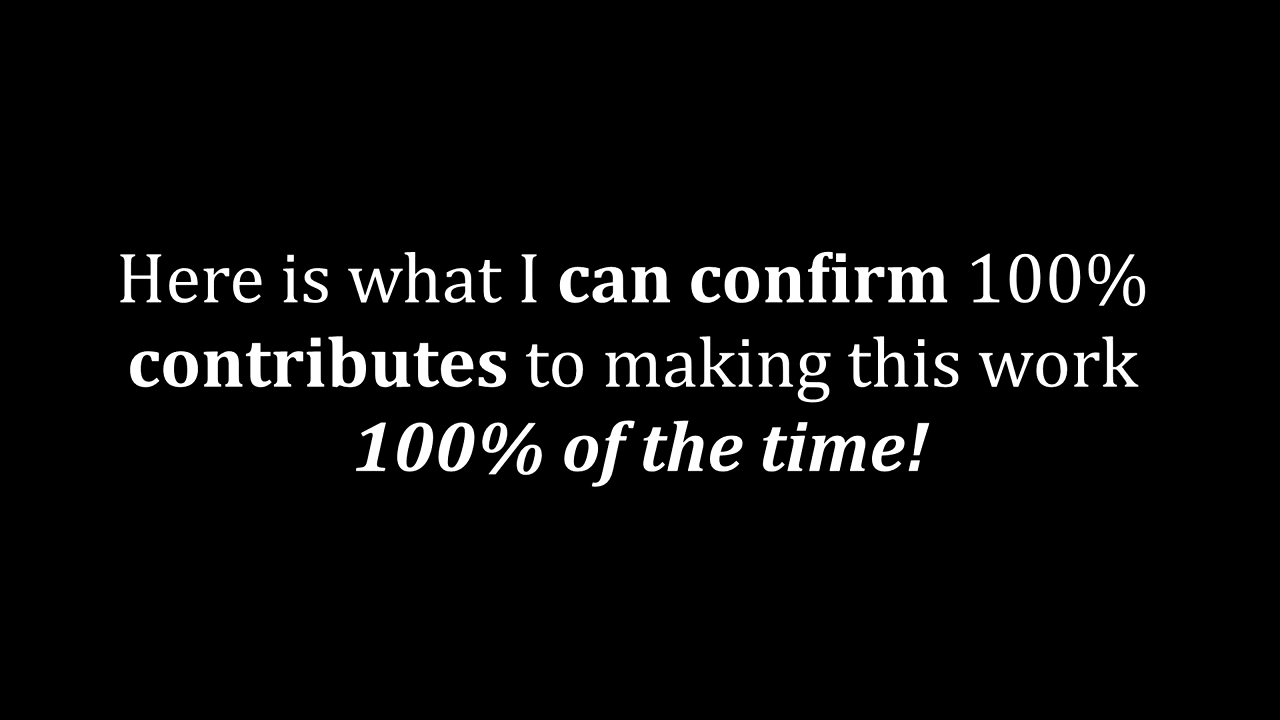 Here is what I can confirm 100%
contributes to making this work
100% of the time!